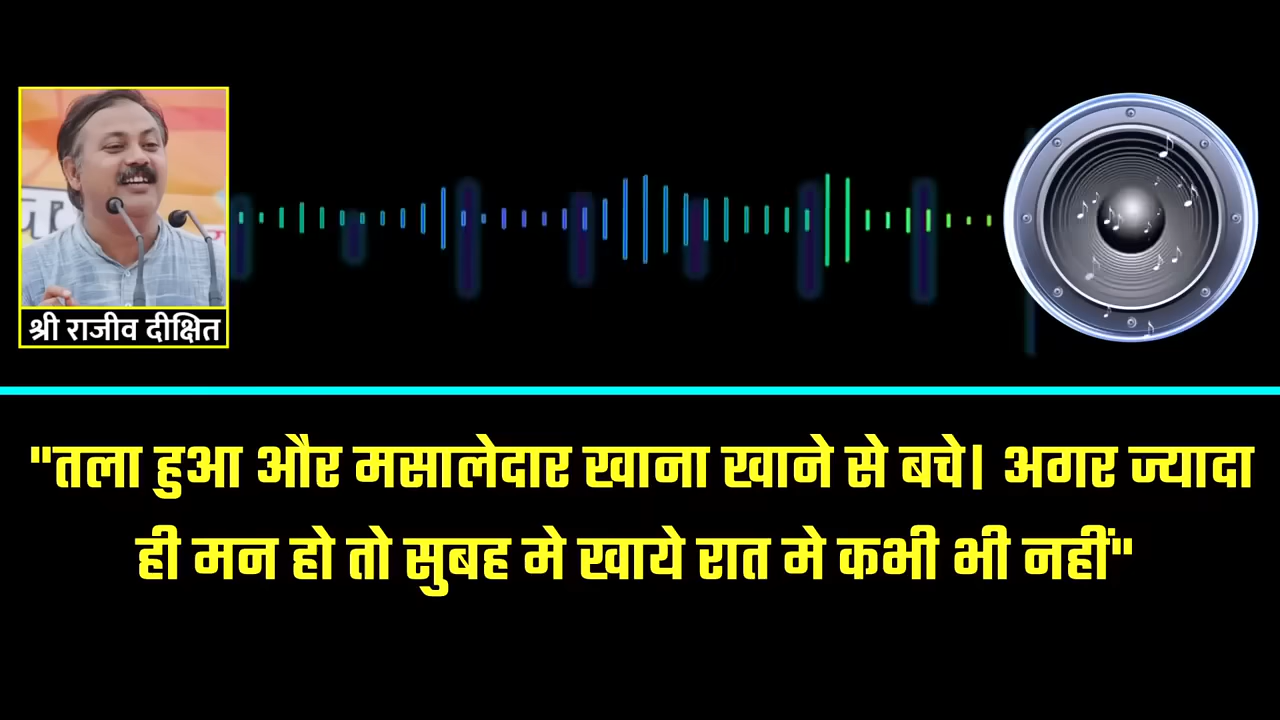 श्री राजीव दीक्षित
"तला हुआ और मसालेदार खाना खाने से बचे। अगर ज्यादा
ही मन हो तो सुबह मे खाये रात मे कभी भी नहीं"